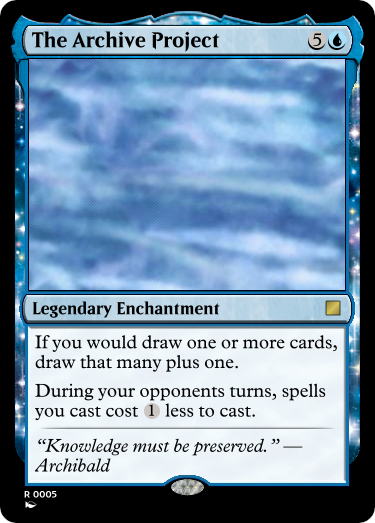 The Archive Project 5
Legendary Enchantment
If you would draw one or more cards,
draw that many plus one.
During your opponents turns, spells
you cast cost 1 less to cast.
“Knowledge must be preserved.” —
Archibald
R 0005